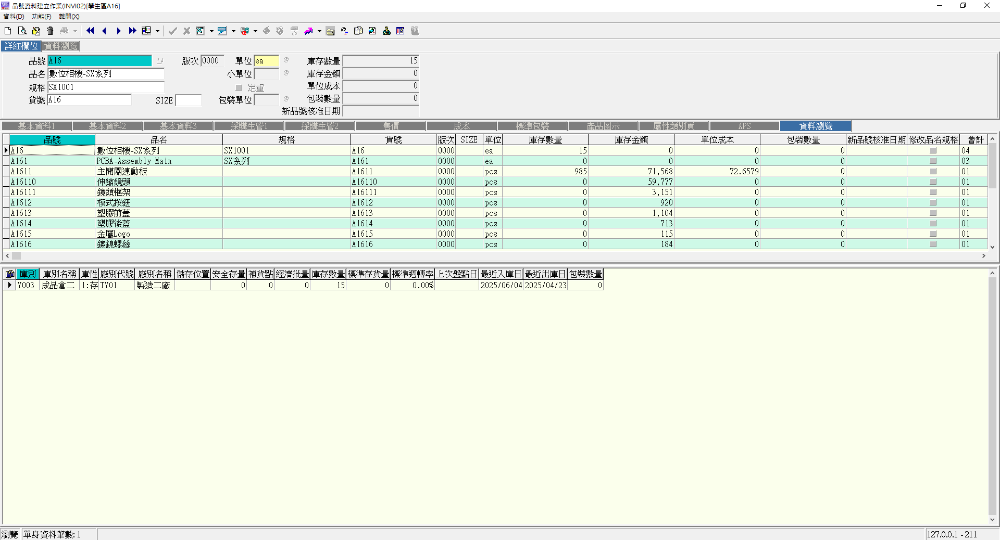 品號資料建立作業(INVI02)[學生區A16]
資料(D) 功能(F) 離開(X)
詳細欄位 資料瀏覽
品號 A16 版次 0000 單位 ea @ 庫存數量 15
品名 數位相機-SX系列 小單位 @ 庫存金額 0
規格 SX1001 定重 單位成本 0
貨號 A16 SIZE 包裝單位 @ 包裝數量 0
新品號核准日期
基本資料1 基本資料2 基本資料3 採購生管1 採購生管2 售價 成本 標準包裝 產品圖示 屬性類別頁 APS 資料瀏覽
品號 品名 規格 貨號 版次 SIZE 單位 庫存數量 庫存金額 單位成本 包裝數量 新品號核准日期 修改品名規格 會計
A16 數位相機-SX系列 SX1001 A16 0000 ea 15 0 0 0 04
A161 PCBA-Assembly Main SX系列 A161 0000 ea 0 0 0 0 03
A1611 主開關連動板 A1611 0000 pcs 985 71,568 72.6579 0 01
A16110 伸縮鏡頭 A16110 0000 pcs 0 59,777 0 0 01
A16111 鏡頭框架 A16111 0000 pcs 0 3,151 0 0 01
A1612 模式按鈕 A1612 0000 pcs 0 920 0 0 01
A1613 塑膠前蓋 A1613 0000 pcs 0 1,104 0 0 01
A1614 塑膠後蓋 A1614 0000 pcs 0 713 0 0 01
A1615 金屬Logo A1615 0000 pcs 0 115 0 0 01
A1616 鍍鎳螺絲 A1616 0000 pcs 0 184 0 0 01
庫別 庫別名稱 庫性 廠別代號 廠別名稱 儲存位置 安全存量 補貨點 經濟批量 庫存數量 標準存貨量 標準週轉率 上次盤點日 最近入庫日 最近出庫日 包裝數量
Y003 成品倉二 1:存 TY01 製造二廠 0 0 0 15 0 0.00% 2025/06/04 2025/04/23 0
瀏覽 單身資料筆數: 1 127.0.0.1 - 211